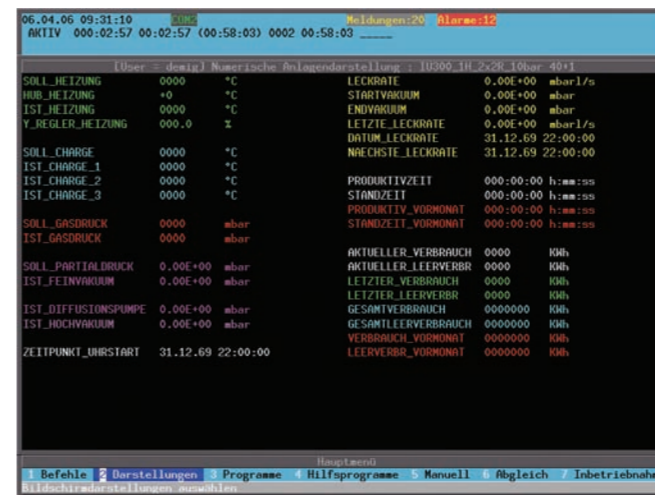 06.04.06 09:31:10 COM2 Meldungen:20 Alarme:12
AKTIV 000:02:57 00:02:57 (00:58:03) 0002 00:58:03 _____
[User = demig] Numerische Anlagendarstellung : IU300_1H_2x2R_10bar 40*1
SOLL_HEIZUNG 0000 °C LECKRATE 0.00E+00 mbarl/s
HUB_HEIZUNG +0 °C STARTVAKUUM 0.00E+00 mbar
IST_HEIZUNG 0000 °C ENDVAKUUM 0.00E+00 mbar
Y_REGLER_HEIZUNG 000.0 % LETZTE_LECKRATE 0.00E+00 mbarl/s
DATUM_LECKRATE 31.12.69 22:00:00
SOLL_CHARGE 0000 °C NAECHSTE_LECKRATE 31.12.69 22:00:00
IST_CHARGE_1 0000 °C
IST_CHARGE_2 0000 °C PRODUKTIVZEIT 000:00:00 h:mm:ss
IST_CHARGE_3 0000 °C STANDZEIT 000:00:00 h:mm:ss
PRODUKTIV_VORMONAT 000:00:00 h:mm:ss
SOLL_GASDRUCK 0000 mbar STANDZEIT_VORMONAT 000:00:00 h:mm:ss
IST_GASDRUCK 0000 mbar
AKTUELLER_VERBRAUCH 0000 KWh
SOLL_PARTIALDRUCK 0.00E+00 mbar AKTUELLER_LEERVERBR 0000 KWh
IST_FEINVAKUUM 0.00E+00 mbar LETZTER_VERBRAUCH 0000 KWh
LETZTER_LEERVERBR 0000 KWh
IST_DIFFUSIONSPUMPE 0.00E+00 mbar GESAMTVERBRAUCH 0000000 KWh
IST_HOCHVAKUUM 0.00E+00 mbar GESAMTLEERVERBRAUCH 0000000 KWh
VERBRAUCH_VORMONAT 0000000 KWh
ZEITPUNKT_UHRSTART 31.12.69 22:00:00 LEERVERBR_VORMONAT 0000000 KWh
Hauptmenü
1 Befehle 2 Darstellungen 3 Programme 4 Hilfsprogramme 5 Manuell 6 Abgleich 7 Inbetriebnahm
Bildschirmdarstellungen auswählen